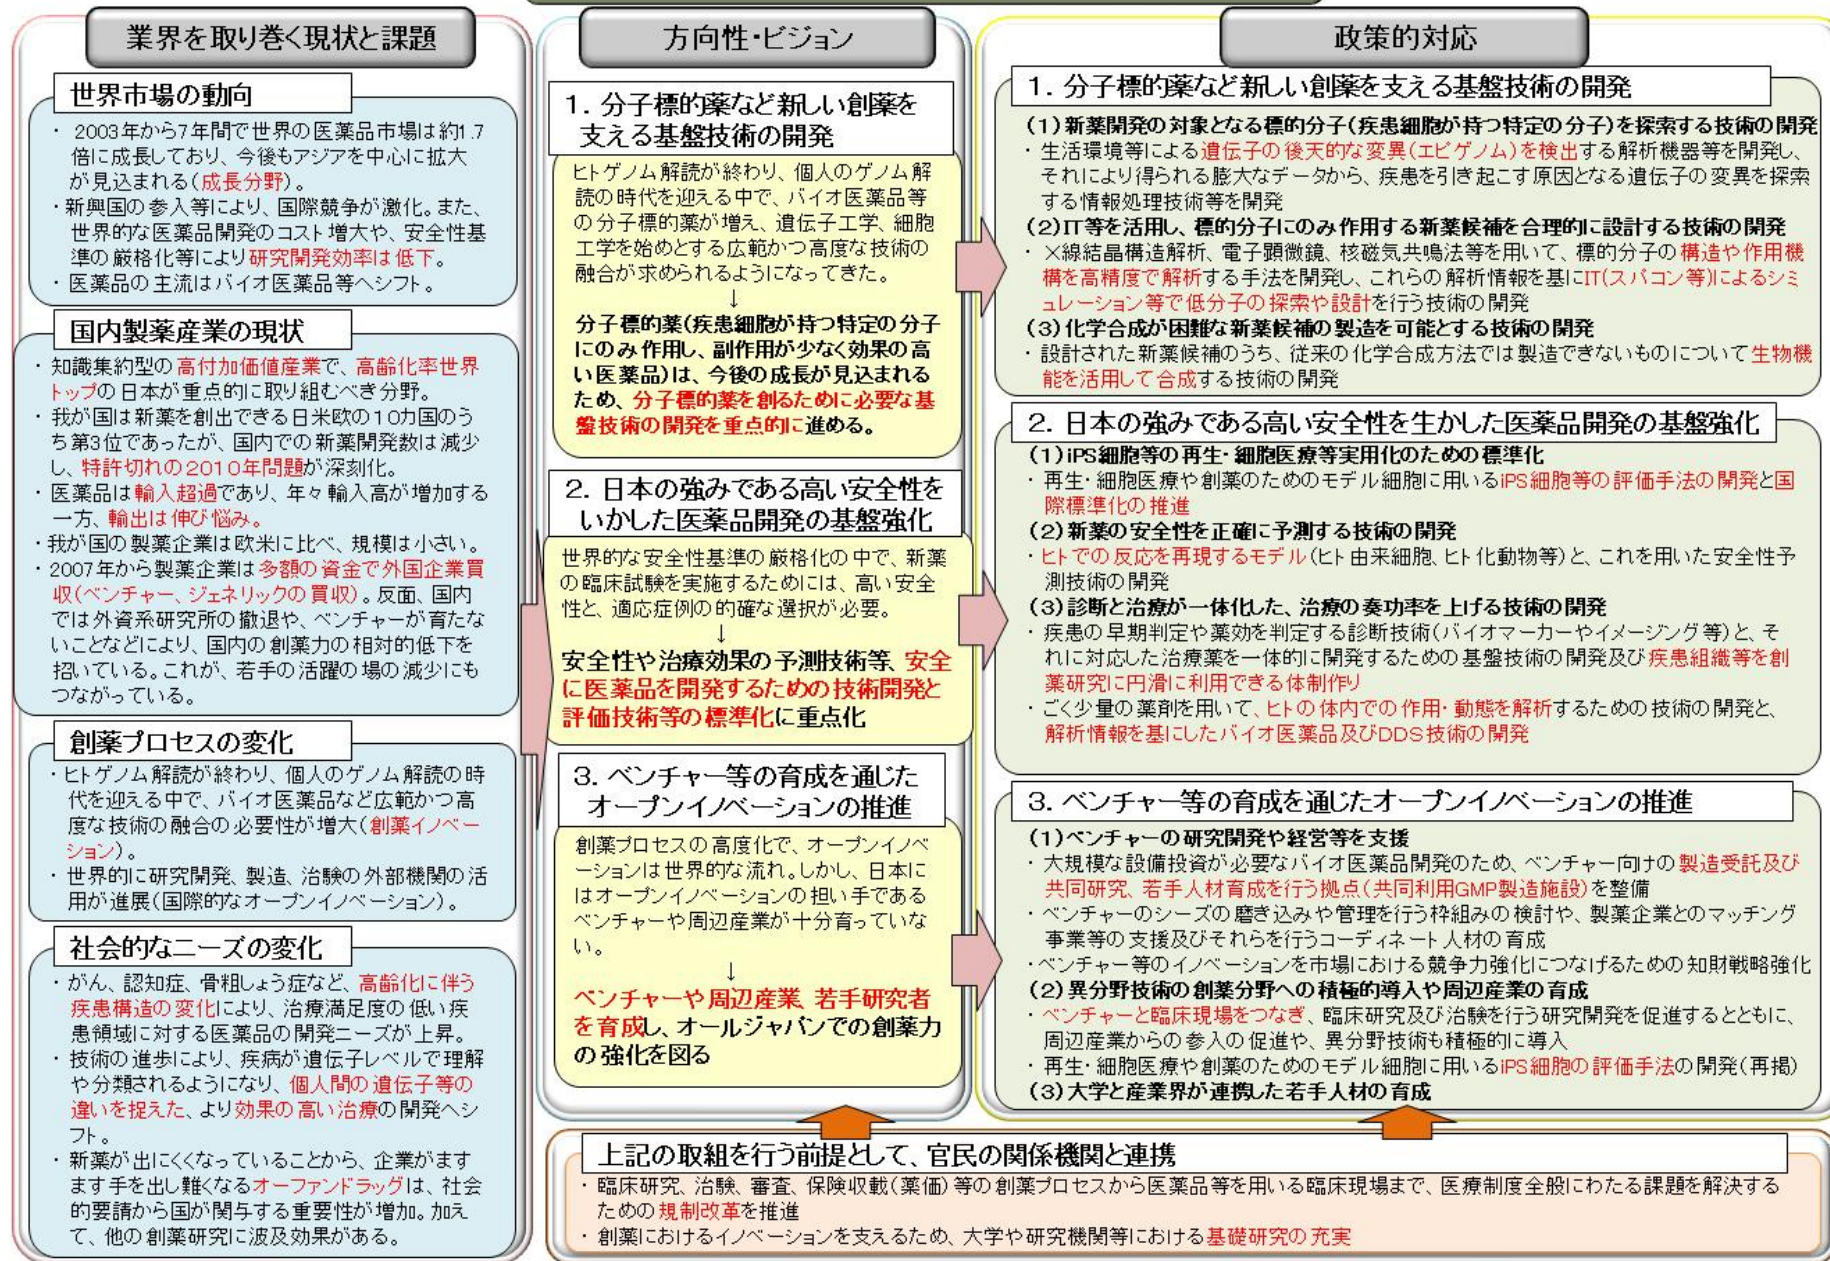 業界を取り巻く現状と課題
世界市場の動向
・ 2003年から7年間で世界の医薬品市場は約1.7
倍に成長しており、今後もアジアを中心に拡大
が見込まれる(成長分野)。
・新興国の参入等により、国際競争が激化。また、
世界的な医薬品開発のコスト増大や、安全性基
準の厳格化等により研究開発効率は低下。
・医薬品の主流はバイオ医薬品等へシフト。
国内製薬産業の現状
・知識集約型の高付加価値産業で、高齢化率世界
トップの日本が重点的に取り組むべき分野。
・我が国は新薬を創出できる日米欧の10カ国のう
ち第3位であったが、国内での新薬開発数は減少
し、特許切れの2010年問題が深刻化。
・医薬品は輸入超過であり、年々輸入高が増加する
一方、輸出は伸び悩み。
・我が国の製薬企業は欧米に比べ、規模は小さい。
・2007年から製薬企業は多額の資金で外国企業買
収(ベンチャー、ジェネリックの買収)。反面、国内
では外資系研究所の撤退や、ベンチャーが育たな
いことなどにより、国内の創薬力の相対的低下を
招いている。これが、若手の活躍の場の減少にも
つながっている。
創薬プロセスの変化
・ヒトゲノム解読が終わり、個人のゲノム解読の時
代を迎える中で、バイオ医薬品など広範かつ高
度な技術の融合の必要性が増大(創薬イノベー
ション)。
・世界的に研究開発、製造、治験の外部機関の活
用が進展(国際的なオープンイノベーション)。
社会的なニーズの変化
・がん、認知症、骨粗しょう症など、高齢化に伴う
疾患構造の変化により、治療満足度の低い疾
患領域に対する医薬品の開発ニーズが上昇。
・技術の進歩により、疾病が遺伝子レベルで理解
や分類されるようになり、個人間の遺伝子等の
違いを捉えた、より効果の高い治療の開発へシ
フト。
・新薬が出にくくなっていることから、企業がます
ます手を出し難くなるオーファンドラッグは、社会
的要請から国が関与する重要性が増加。加え
て、他の創薬研究に波及効果がある。
方向性・ビジョン
1. 分子標的薬など新しい創薬を
支える基盤技術の開発
ヒトゲノム解読が終わり、個人のゲノム解
読の時代を迎える中で、バイオ医薬品等
の分子標的薬が増え、遺伝子工学、細胞
工学を始めとする広範かつ高度な技術の
融合が求められるようになってきた。
↓
分子標的薬(疾患細胞が持つ特定の分子
にのみ作用し、副作用が少なく効果の高
い医薬品)は、今後の成長が見込まれる
ため、分子標的薬を創るために必要な基
盤技術の開発を重点的に進める。
2. 日本の強みである高い安全性を
いかした医薬品開発の基盤強化
世界的な安全性基準の厳格化の中で、新薬
の臨床試験を実施するためには、高い安全
性と、適応症例の的確な選択が必要。
↓
安全性や治療効果の予測技術等、安全
に医薬品を開発するための技術開発と
評価技術等の標準化に重点化
3. ベンチャー等の育成を通じた
オープンイノベーションの推進
創薬プロセスの高度化で、オープンイノベ
ーションは世界的な流れ。しかし、日本に
はオープンイノベーションの担い手である
ベンチャーや周辺産業が十分育っていな
い。
↓
ベンチャーや周辺産業、若手研究者
を育成し、オールジャパンでの創薬力
の強化を図る
政策的対応
1. 分子標的薬など新しい創薬を支える基盤技術の開発
(1)新薬開発の対象となる標的分子(疾患細胞が持つ特定の分子)を探索する技術の開発
・生活環境等による遺伝子の後天的な変異(エピゲノム)を検出する解析機器等を開発し、
それにより得られる膨大なデータから、疾患を引き起こす原因となる遺伝子の変異を探索
する情報処理技術等を開発
(2)IT等を活用し、標的分子にのみ作用する新薬候補を合理的に設計する技術の開発
・X線結晶構造解析、電子顕微鏡、核磁気共鳴法等を用いて、標的分子の構造や作用機
構を高精度で解析する手法を開発し、これらの解析情報を基にIT(スパコン等)によるシミ
ュレーション等で低分子の探索や設計を行う技術の開発
(3)化学合成が困難な新薬候補の製造を可能とする技術の開発
・設計された新薬候補のうち、従来の化学合成方法では製造できないものについて生物機
能を活用して合成する技術の開発
2. 日本の強みである高い安全性を生かした医薬品開発の基盤強化
(1)iPS細胞等の再生・細胞医療等実用化のための標準化
・再生・細胞医療や創薬のためのモデル細胞に用いるiPS細胞等の評価手法の開発と国
際標準化の推進
(2)新薬の安全性を正確に予測する技術の開発
・ヒトでの反応を再現するモデル(ヒト由来細胞、ヒト化動物等)と、これを用いた安全性予
測技術の開発
(3)診断と治療が一体化した、治療の奏功率を上げる技術の開発
・疾患の早期判定や薬効を判定する診断技術(バイオマーカーやイメージング等)と、そ
れに対応した治療薬を一体的に開発するための基盤技術の開発及び疾患組織等を創
薬研究に円滑に利用できる体制作り
・ごく少量の薬剤を用いて、ヒトの体内での作用・動態を解析するための技術の開発と、
解析情報を基にしたバイオ医薬品及びDDS技術の開発
3. ベンチャー等の育成を通じたオープンイノベーションの推進
(1)ベンチャーの研究開発や経営等を支援
・大規模な設備投資が必要なバイオ医薬品開発のため、ベンチャー向けの製造受託及び
共同研究、若手人材育成を行う拠点(共同利用GMP製造施設)を整備
・ベンチャーのシーズの磨き込みや管理を行う枠組みの検討や、製薬企業とのマッチング
事業等の支援及びそれらを行うコーディネート人材の育成
・ベンチャー等のイノベーションを市場における競争力強化につなげるための知財戦略強化
(2)異分野技術の創薬分野への積極的導入や周辺産業の育成
・ベンチャーと臨床現場をつなぎ、臨床研究及び治験を行う研究開発を促進するとともに、
周辺産業からの参入の促進や、異分野技術も積極的に導入
・再生・細胞医療や創薬のためのモデル細胞に用いるiPS細胞の評価手法の開発(再掲)
(3)大学と産業界が連携した若手人材の育成
上記の取組を行う前提として、官民の関係機関と連携
・臨床研究、治験、審査、保険収載(薬価)等の創薬プロセスから医薬品等を用いる臨床現場まで、医療制度全般にわたる課題を解決する
ための規制改革を推進
・創薬におけるイノベーションを支えるため、大学や研究機関等における基礎研究の充実